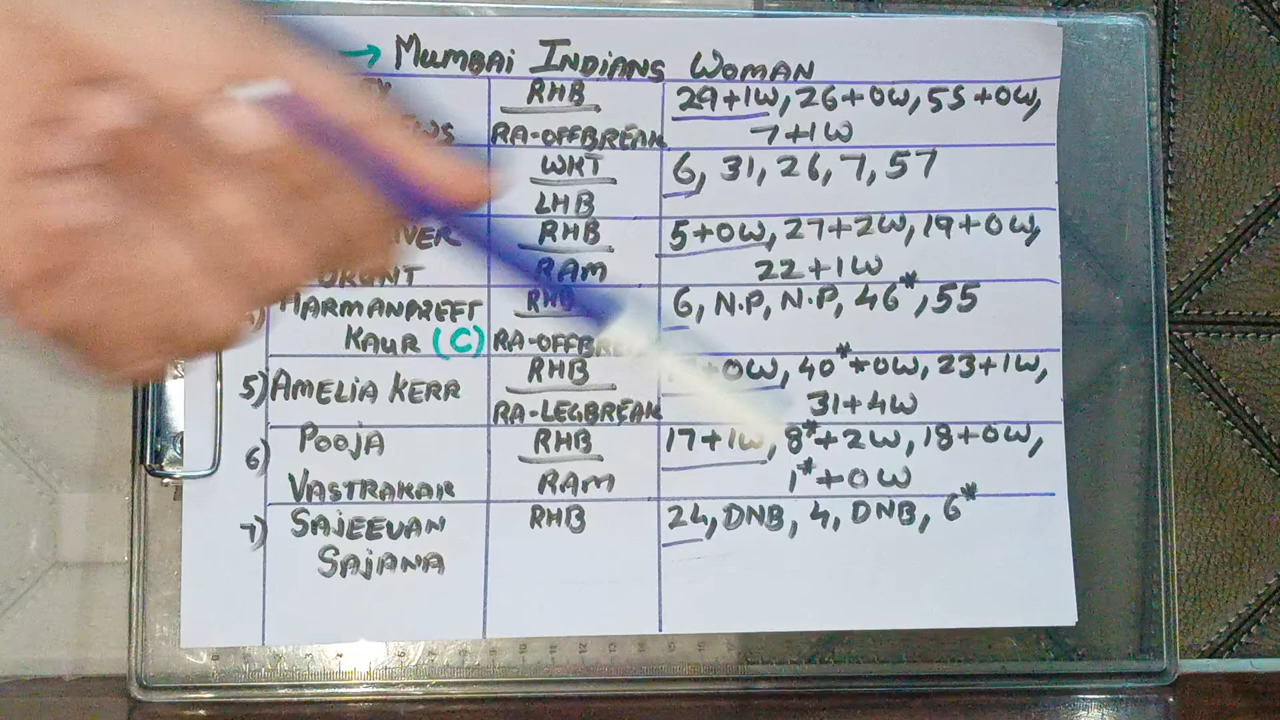 → MUMBAI INDIANS WOMAN
RHB 29+1W, 26+0W, 55+0W,
RA-OFFBREAK 7+1W
WKT 6, 31, 26, 7, 57
LHB
RHB 5+0W, 27+2W, 19+0W,
RAM 22+1W
HARMANPREET RHB 6, N.P, N.P, 46*, 55
KAUR (C)
5) AMELIA KERR RHB +0W, 40*+0W, 23+1W,
RA-LEGBREAK 31+4W
6) POOJA RHB 17+1W, 8*+2W, 18+0W,
VASTRAKAR RAM 1*+0W
7) SAJEEVAN RHB 24, DNB, 4, DNB, 6*
SAJANA